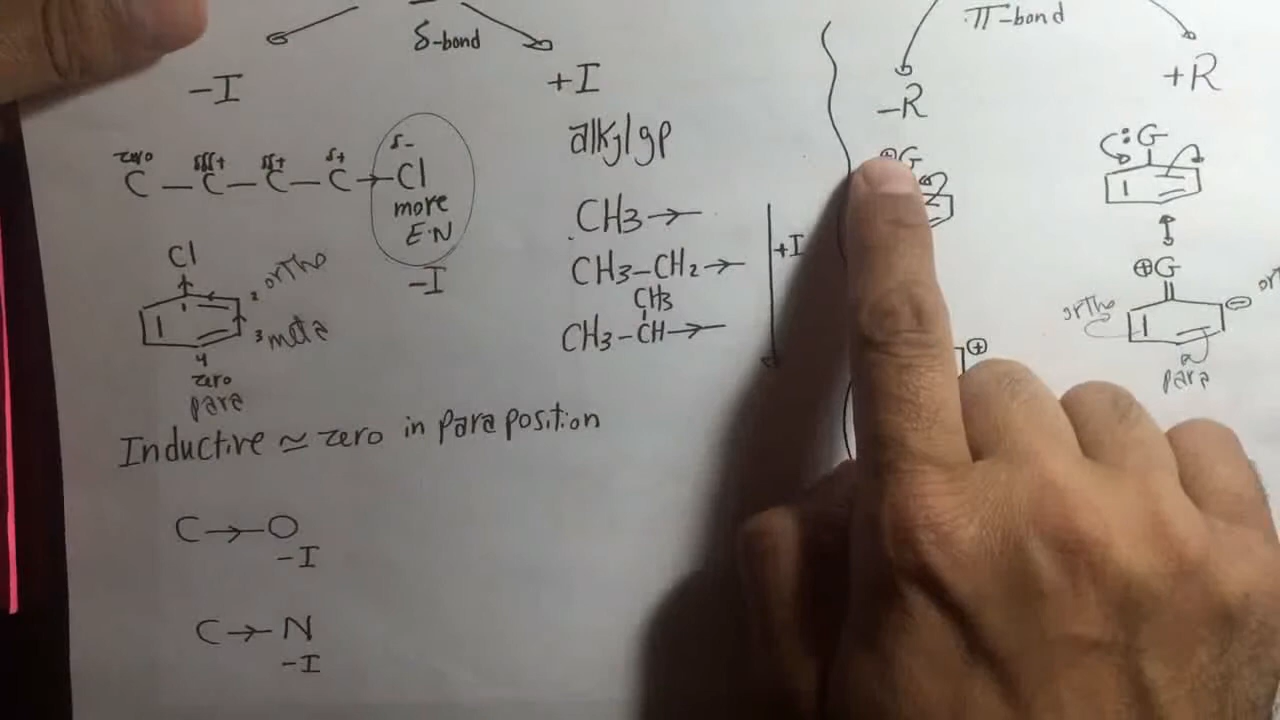 δ-bond
-I
+I
zero δδδ+ δδ+ δ+ δ-
C - C - C - C → Cl
more
E.N
-I
Cl
1
2 ortho
3 meta
4
zero
para
Inductive ≃ zero in para position
C → O
-I
C → N
-I
alkyl gp
CH3 →
CH3-CH2 →
CH3
CH3-CH →
+I
π-bond
-R
+R
⊕G
⊕
:G
⊕G
⊖
ortho
para